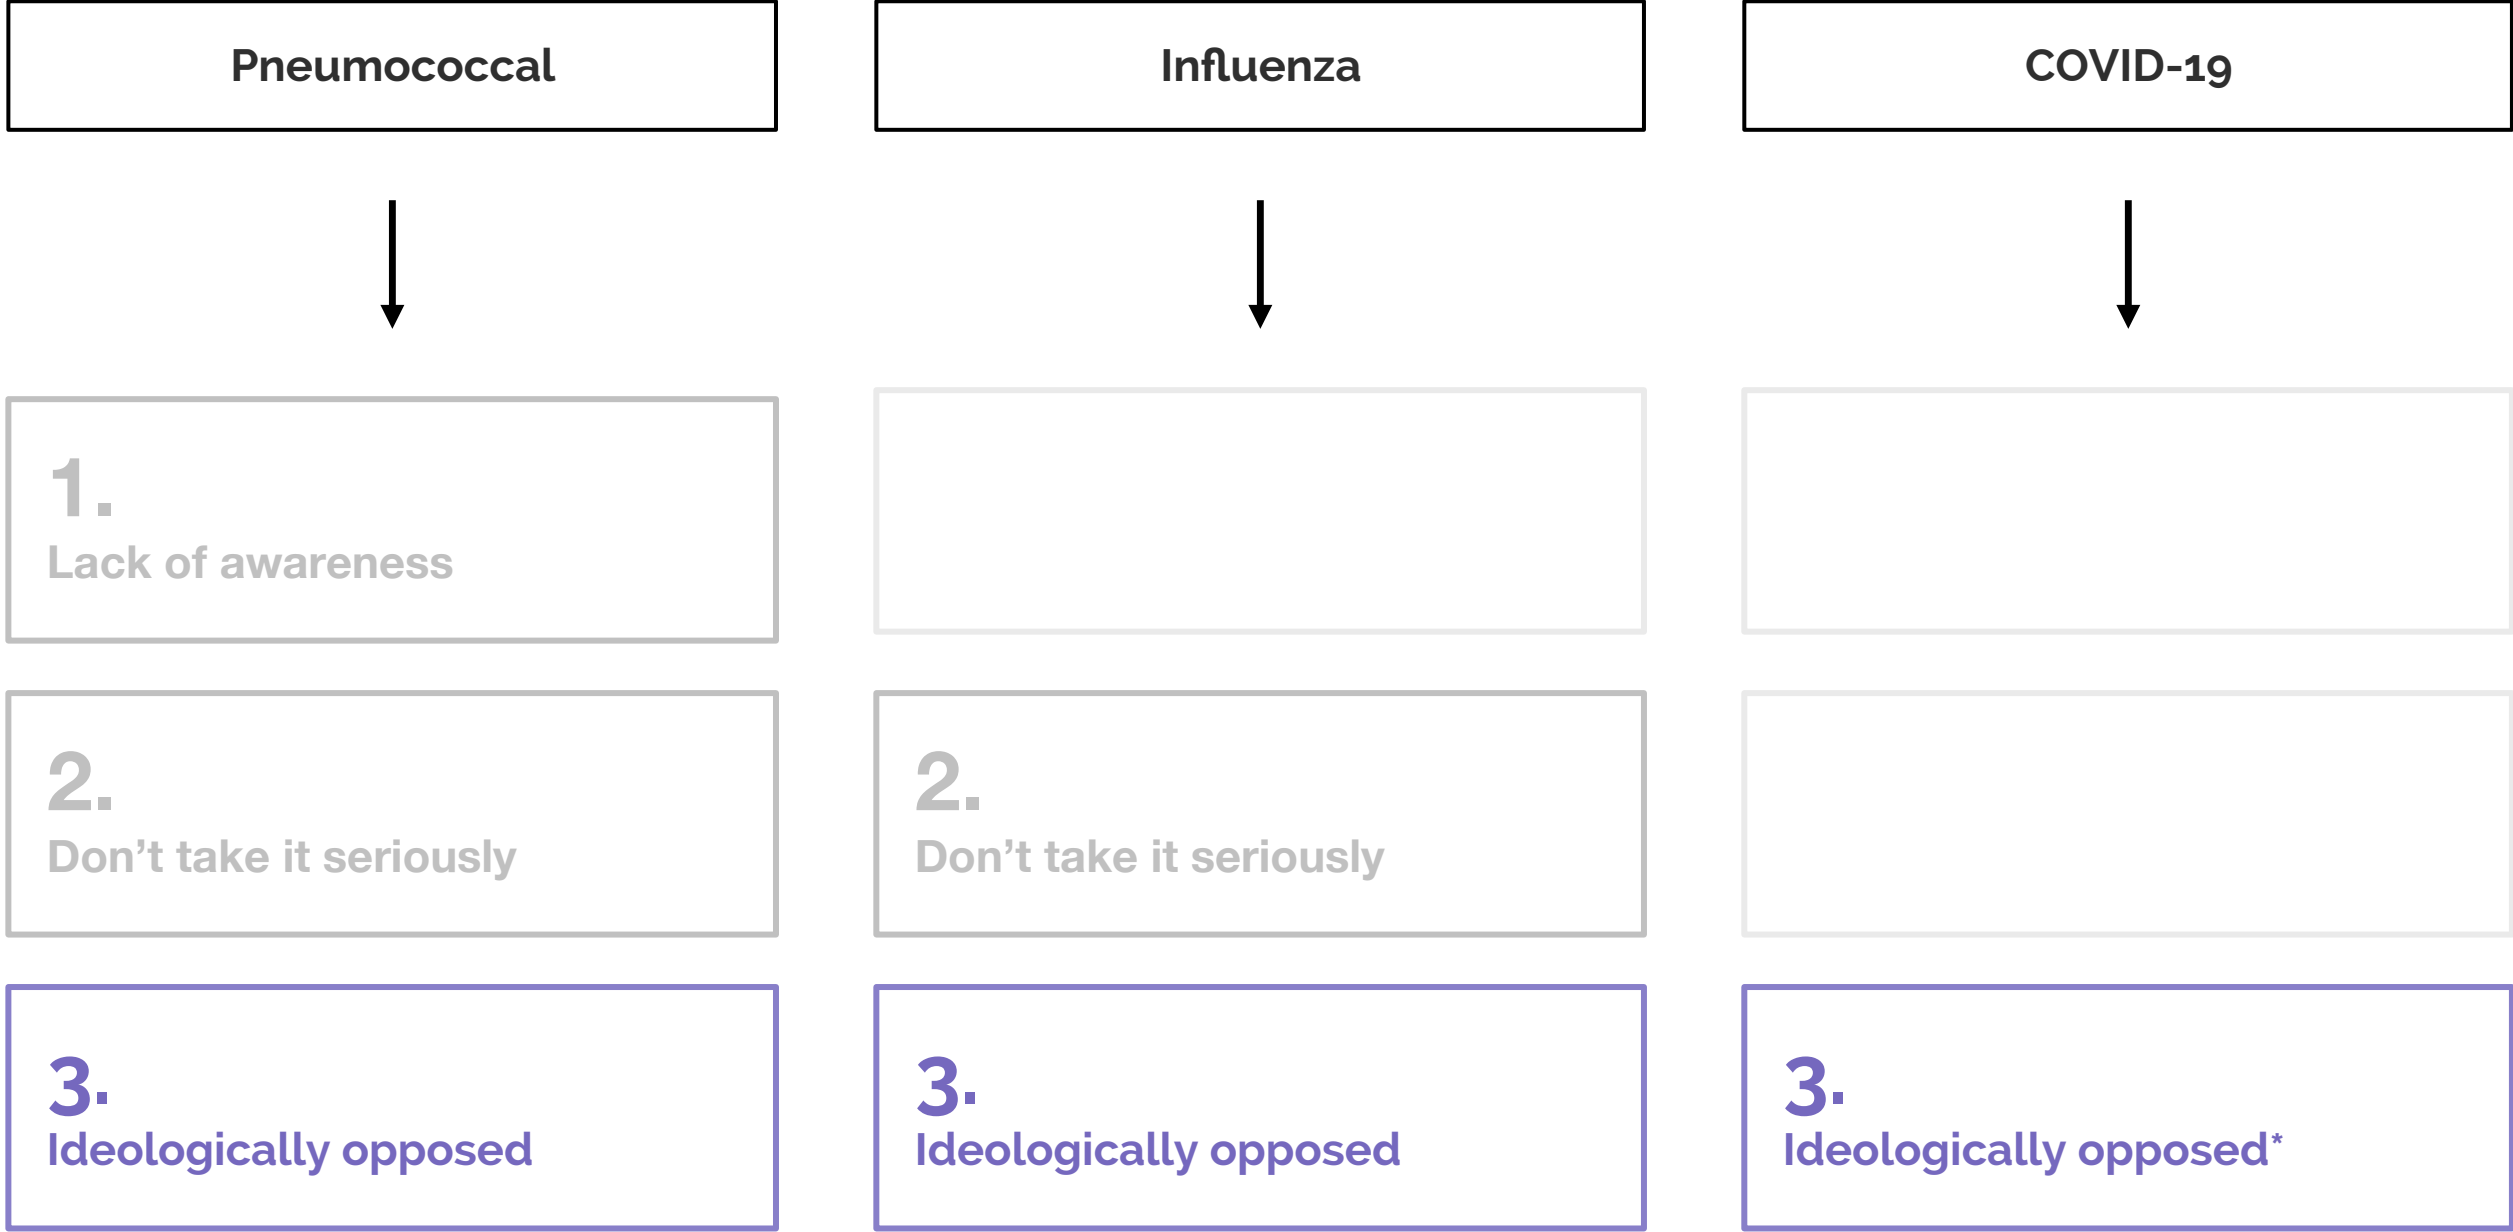 Pneumococcal
Influenza
COVID-19
1.
Lack of awareness
2.
Don’t take it seriously
2.
Don’t take it seriously
3.
Ideologically opposed
3.
Ideologically opposed
3.
Ideologically opposed*